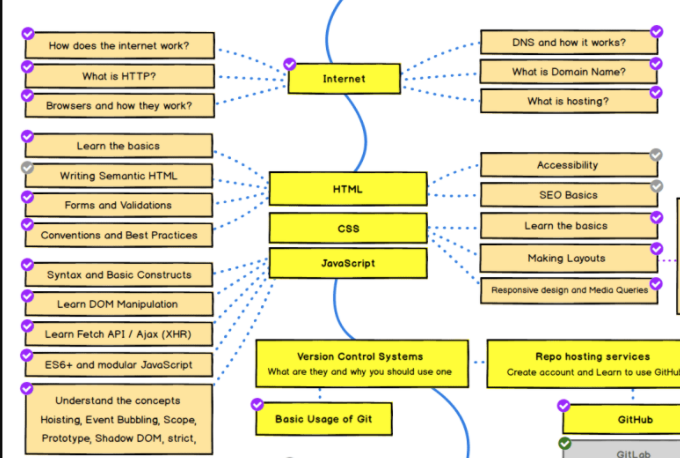 How does the internet work?
What is HTTP?
Browsers and how they work?
Internet
DNS and how it works?
What is Domain Name?
What is hosting?
Learn the basics
Writing Semantic HTML
Forms and Validations
Conventions and Best Practices
HTML
CSS
JavaScript
Accessibility
SEO Basics
Learn the basics
Making Layouts
Responsive design and Media Queries
Syntax and Basic Constructs
Learn DOM Manipulation
Learn Fetch API / Ajax (XHR)
ES6+ and modular JavaScript
Understand the concepts
Hoisting, Event Bubbling, Scope,
Prototype, Shadow DOM, strict,
Version Control Systems
What are they and why you should use one
Basic Usage of Git
Repo hosting services
Create account and Learn to use GitHub
GitHub
GitLab